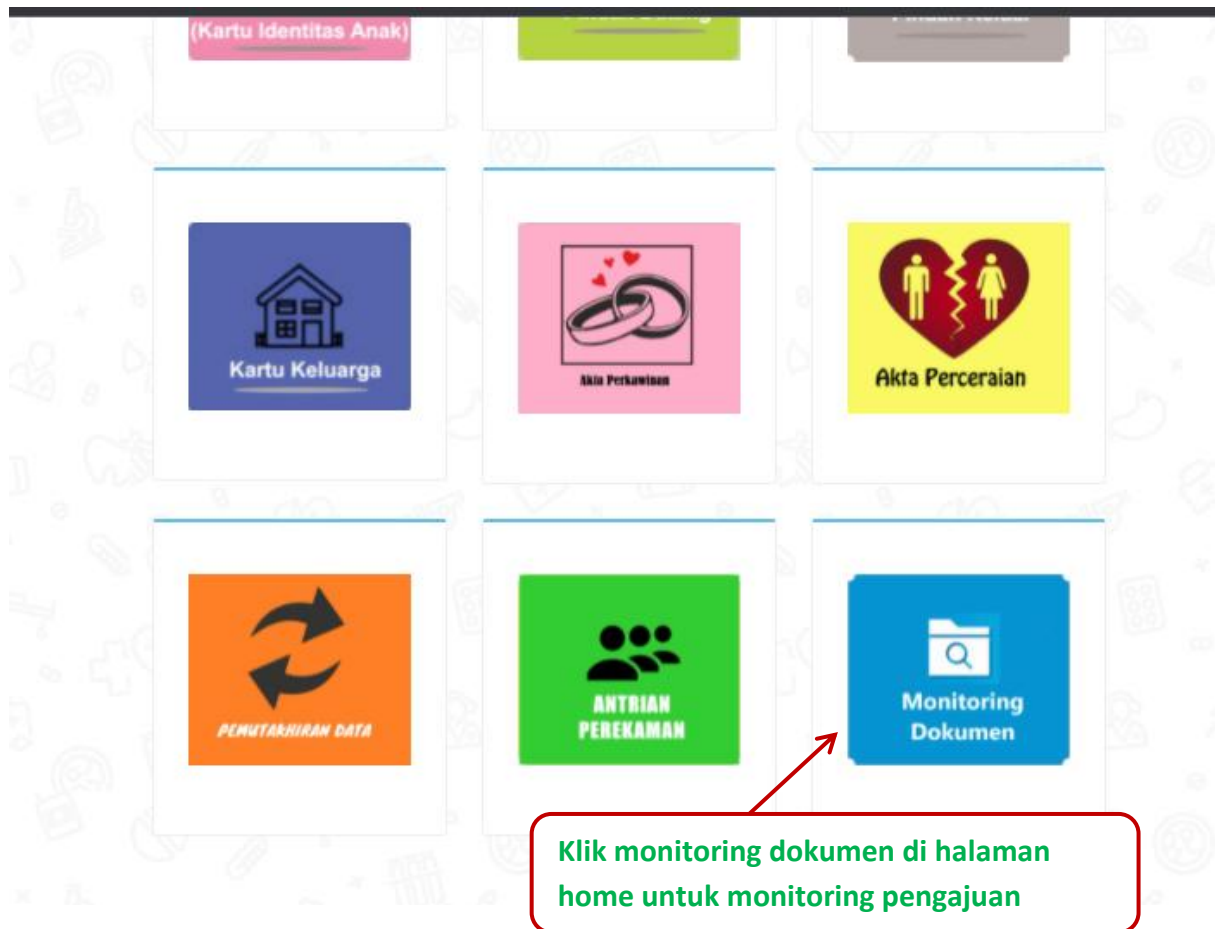 (Kartu Identitas Anak)
Kartu Keluarga
Akta Perkawinan
Akta Perceraian
PEMUTAKHIRAN DATA
ANTRIAN
PEREKAMAN
Monitoring
Dokumen
Klik monitoring dokumen di halaman
home untuk monitoring pengajuan